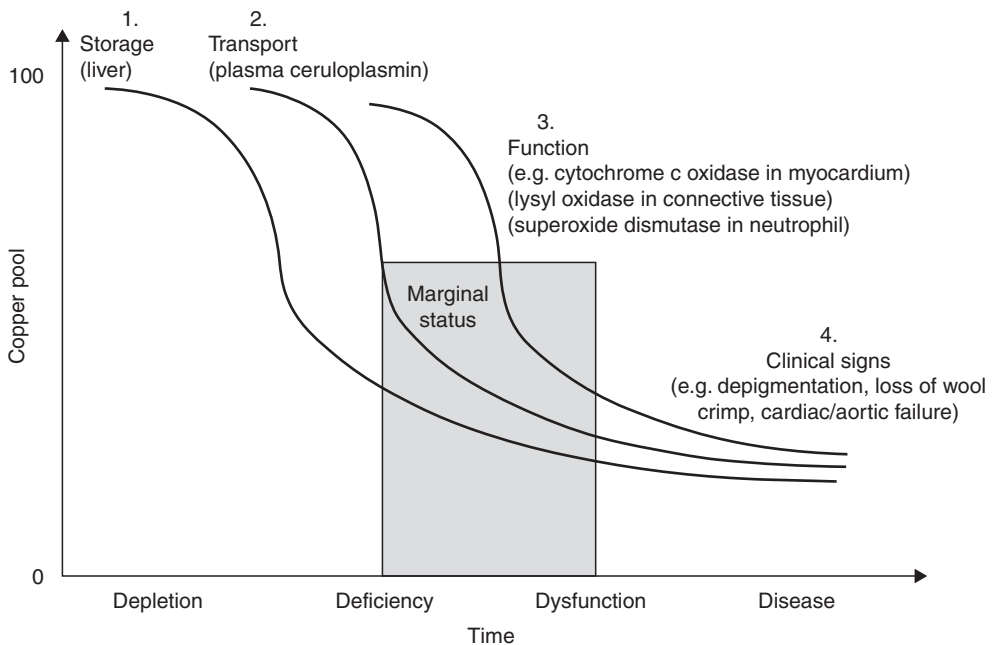 1.
Storage
(liver)
2.
Transport
(plasma ceruloplasmin)
3.
Function
(e.g. cytochrome c oxidase in myocardium)
(lysyl oxidase in connective tissue)
(superoxide dismutase in neutrophil)
4.
Clinical signs
(e.g. depigmentation, loss of wool
crimp, cardiac/aortic failure)
Marginal
status
Copper pool
100
0
Depletion
Deficiency
Dysfunction
Disease
Time